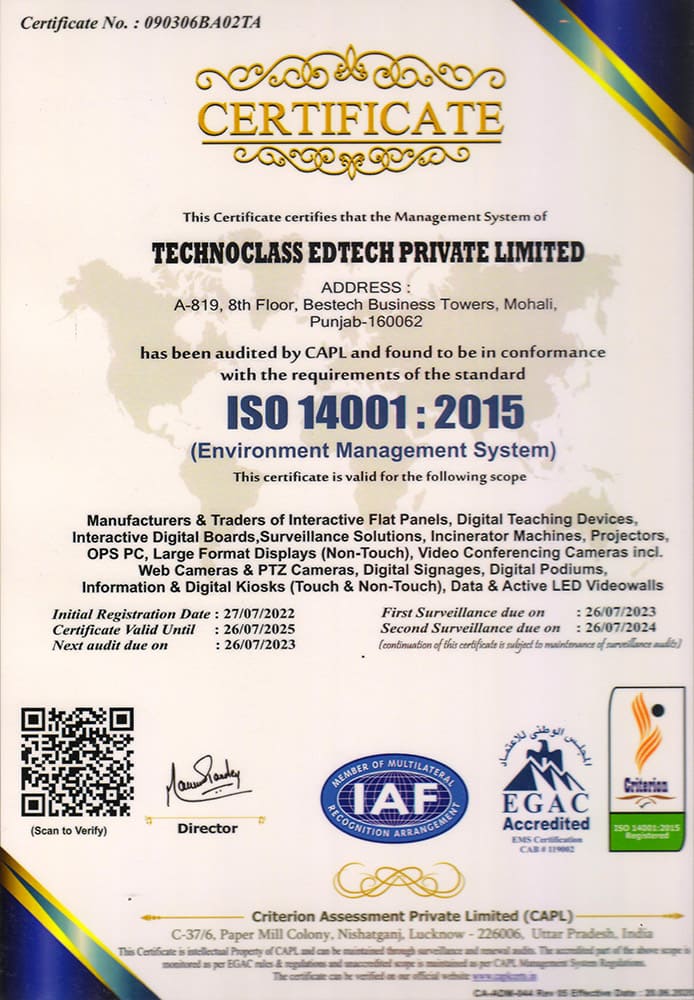 Certificate No. : 090306BA02TA
CERTIFICATE
This Certificate certifies that the Management System of
TECHNOCLASS EDTECH PRIVATE LIMITED
ADDRESS :
A-819, 8th Floor, Bestech Business Towers, Mohali,
Punjab-160062
has been audited by CAPL and found to be in conformance
with the requirements of the standard
ISO 14001 : 2015
(Environment Management System)
This certificate is valid for the following scope
Manufacturers & Traders of Interactive Flat Panels, Digital Teaching Devices,
Interactive Digital Boards,Surveillance Solutions, Incinerator Machines, Projectors,
OPS PC, Large Format Displays (Non-Touch), Video Conferencing Cameras incl.
Web Cameras & PTZ Cameras, Digital Signages, Digital Podiums,
Information & Digital Kiosks (Touch & Non-Touch), Data & Active LED Videowalls
Initial Registration Date : 27/07/2022
Certificate Valid Until : 26/07/2025
Next audit due on : 26/07/2023
First Surveillance due on : 26/07/2023
Second Surveillance due on : 26/07/2024
(continuation of this certificate is subject to maintenance of surveillance audits)
(Scan to Verify)
Director
MEMBER OF MULTILATERAL
IAF
RECOGNITION ARRANGEMENT
المجلس الوطني للإعتماد
EGAC
Accredited
EMS Certification
CAB # 119002
Criterion
ISO 14001:2015
Registered
Criterion Assessment Private Limited (CAPL)
C-37/6, Paper Mill Colony, Nishatganj, Lucknow - 226006, Uttar Pradesh, India
This Certificate is intellectual Property of CAPL and can be maintained through surveillance and renewal audits. The accredited part of the above scope is
monitored as per EGAC rules & regulations and unaccredited scope is maintained as per CAPL Management System Regulations.
The certificate can be verified on our official website www.caplcert.in
CA-ADM-044 Rev 05 Effective Date :